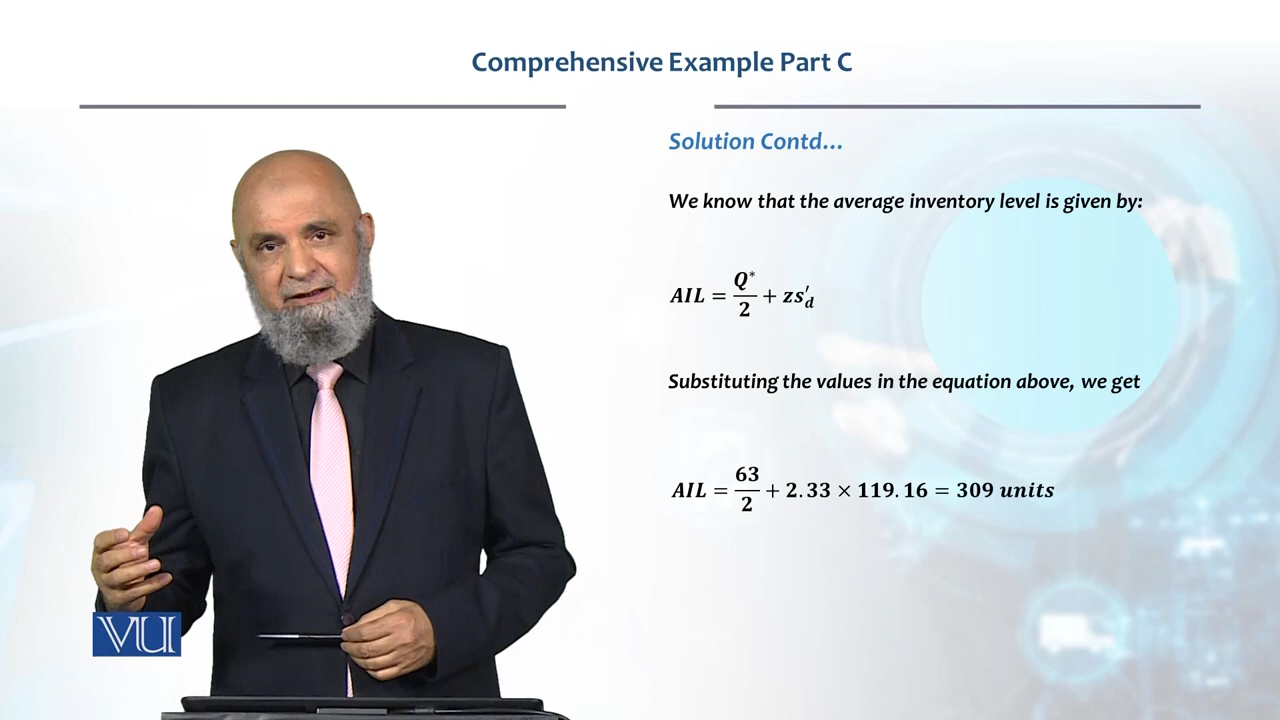 Comprehensive Example Part C
Solution Contd...
We know that the average inventory level is given by:
AIL = Q*/2 + zs′d
Substituting the values in the equation above, we get
AIL = 63/2 + 2.33 × 119.16 = 309 units
VU